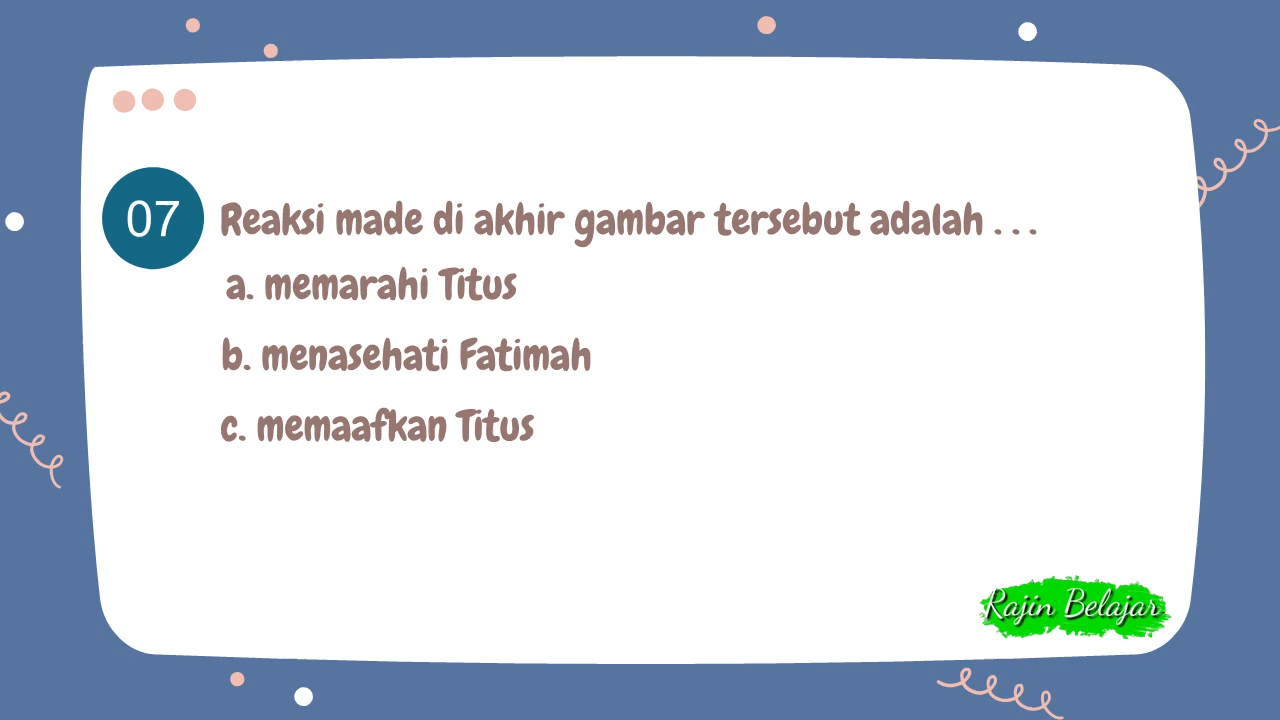 07
Reaksi made di akhir gambar tersebut adalah . . .
a. memarahi Titus
b. menasehati Fatimah
c. memaafkan Titus
Rajin Belajar